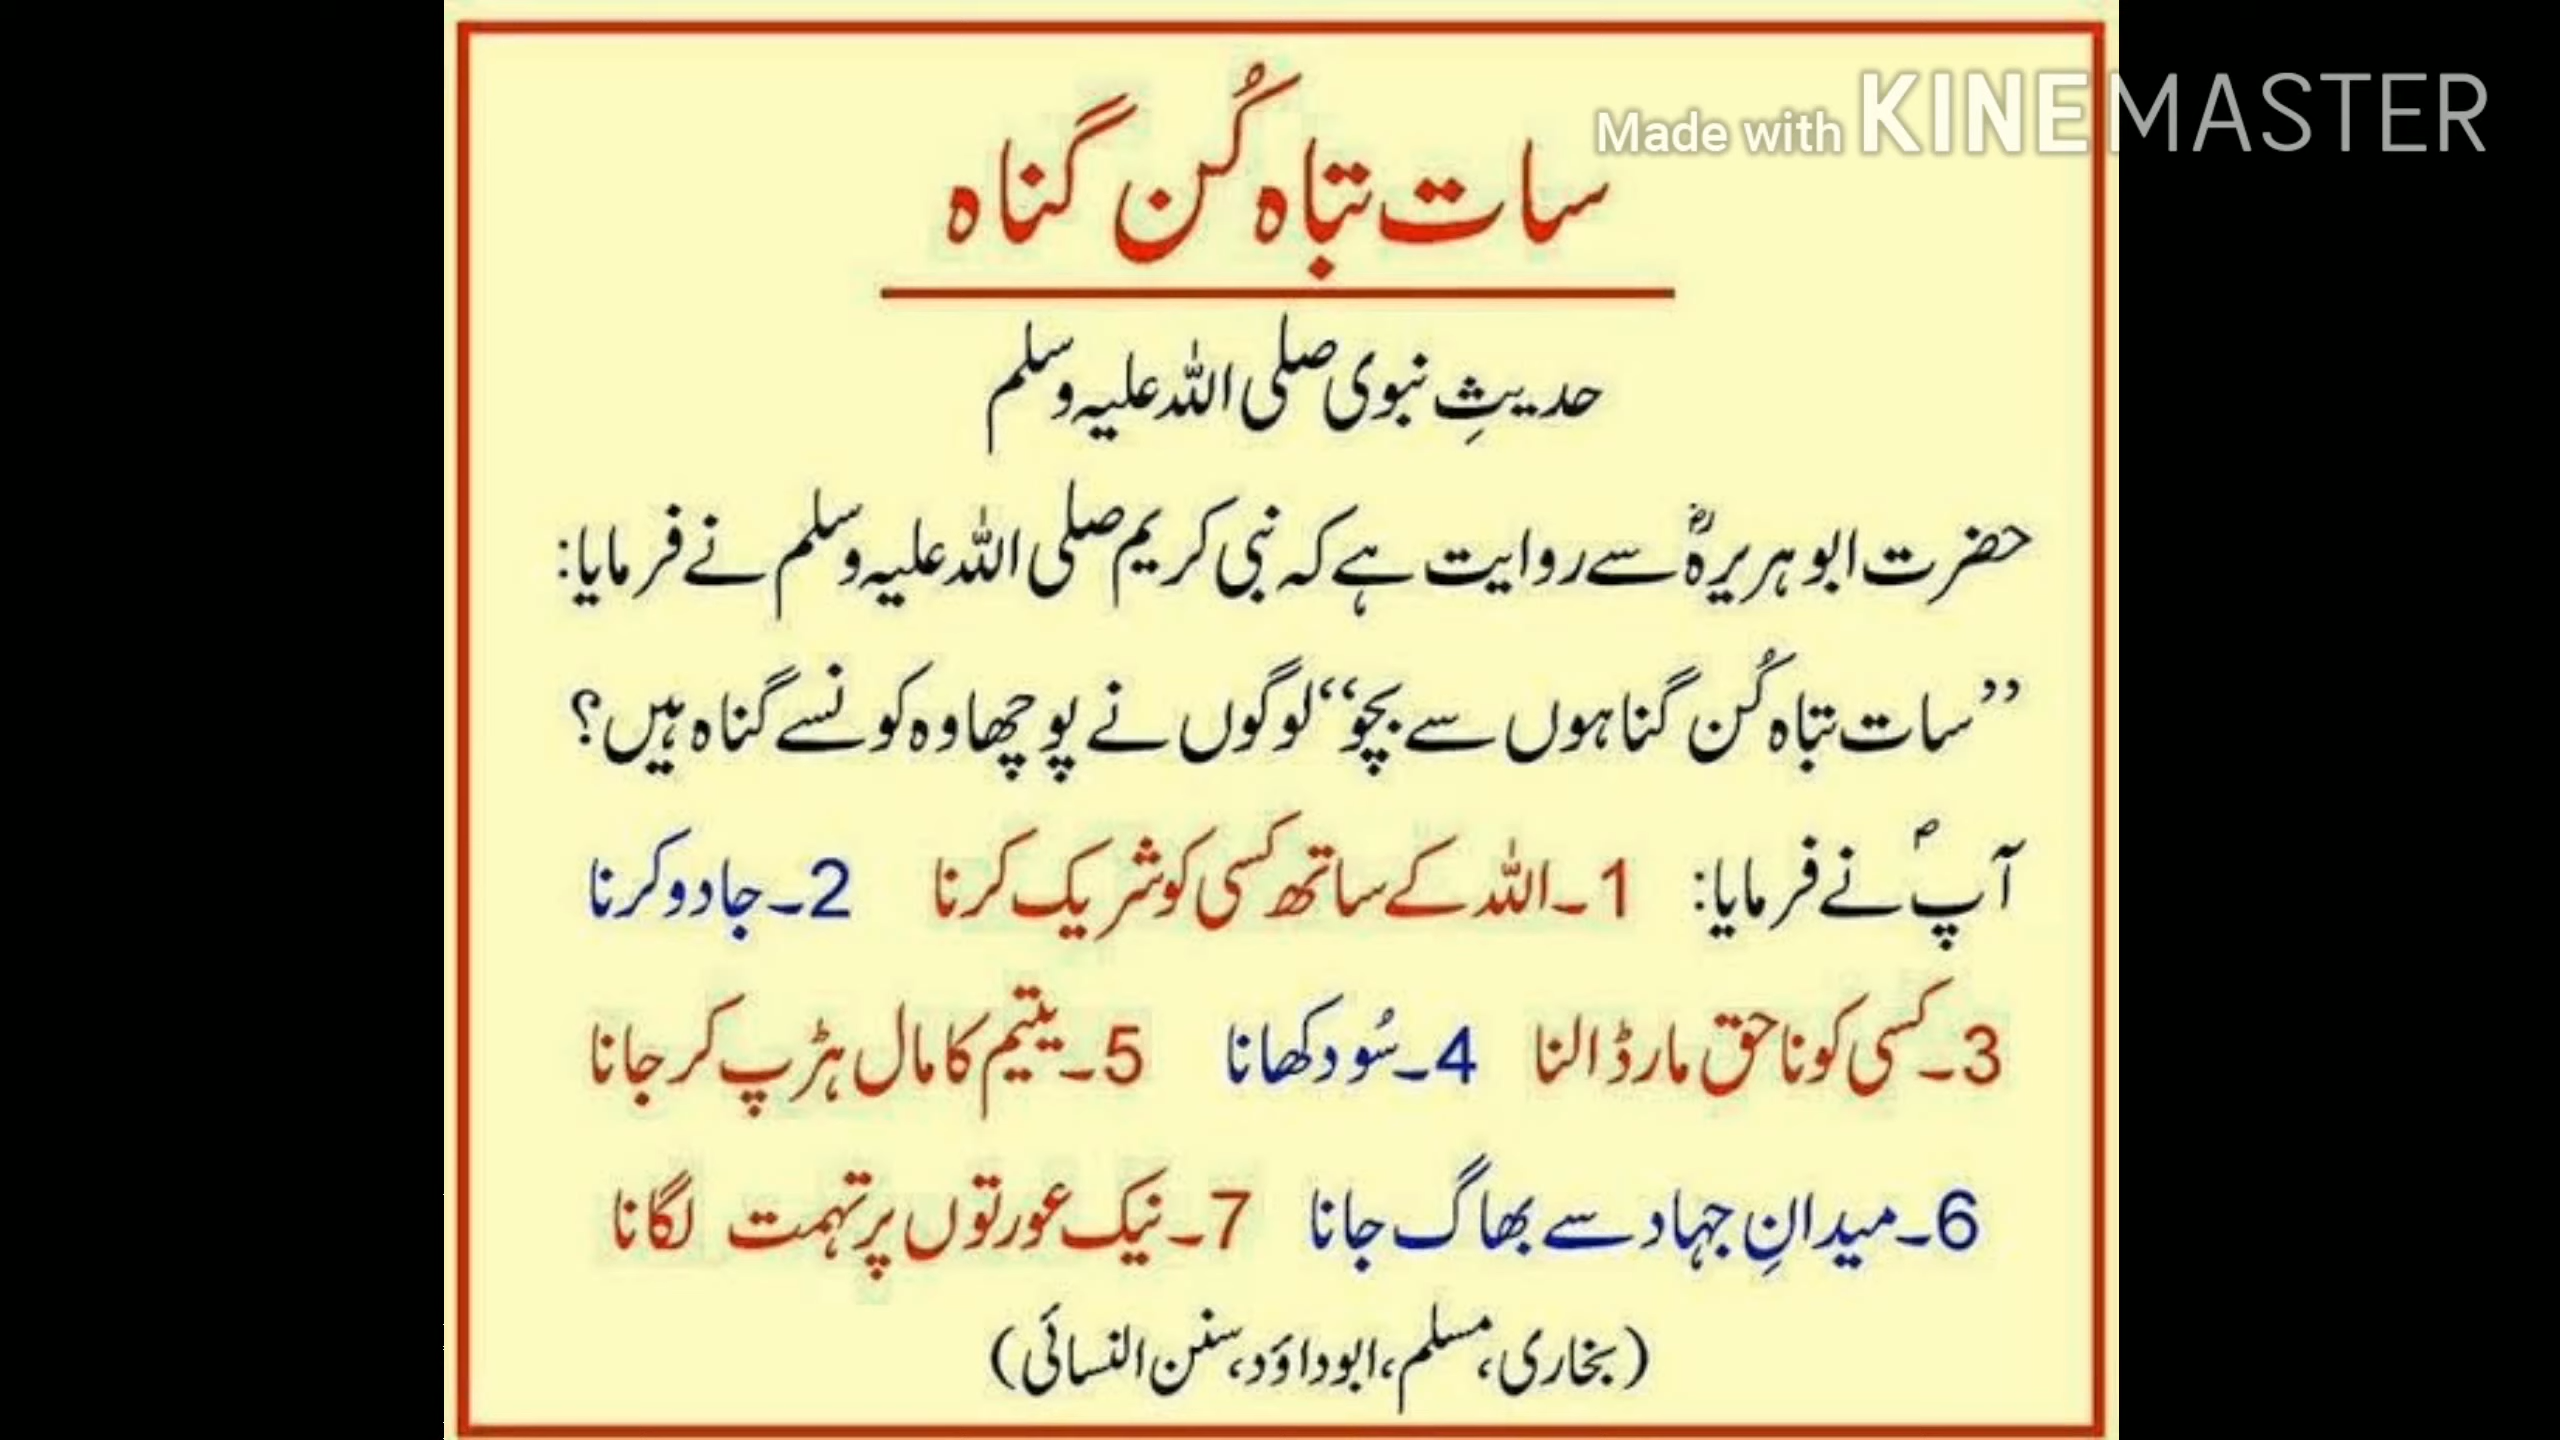 Made with KINEMASTER
سات تباہ کُن گناہ
حدیثِ نبوی صلی اللہ علیہ وسلم
حضرت ابو ہریرہؓ سے روایت ہے کہ نبی کریم صلی اللہ علیہ وسلم نے فرمایا:
’’سات تباہ کُن گناہوں سے بچو‘‘ لوگوں نے پوچھا وہ کونسے گناہ ہیں؟
آپؐ نے فرمایا: 1۔ اللہ کے ساتھ کسی کو شریک کرنا 2۔ جادو کرنا
3۔ کسی کو ناحق مار ڈالنا 4۔ سُود کھانا 5۔ یتیم کا مال ہڑپ کر جانا
6۔ میدانِ جہاد سے بھاگ جانا 7۔ نیک عورتوں پر تہمت لگانا
(بخاری، مسلم، ابوداؤد، سنن النسائی)